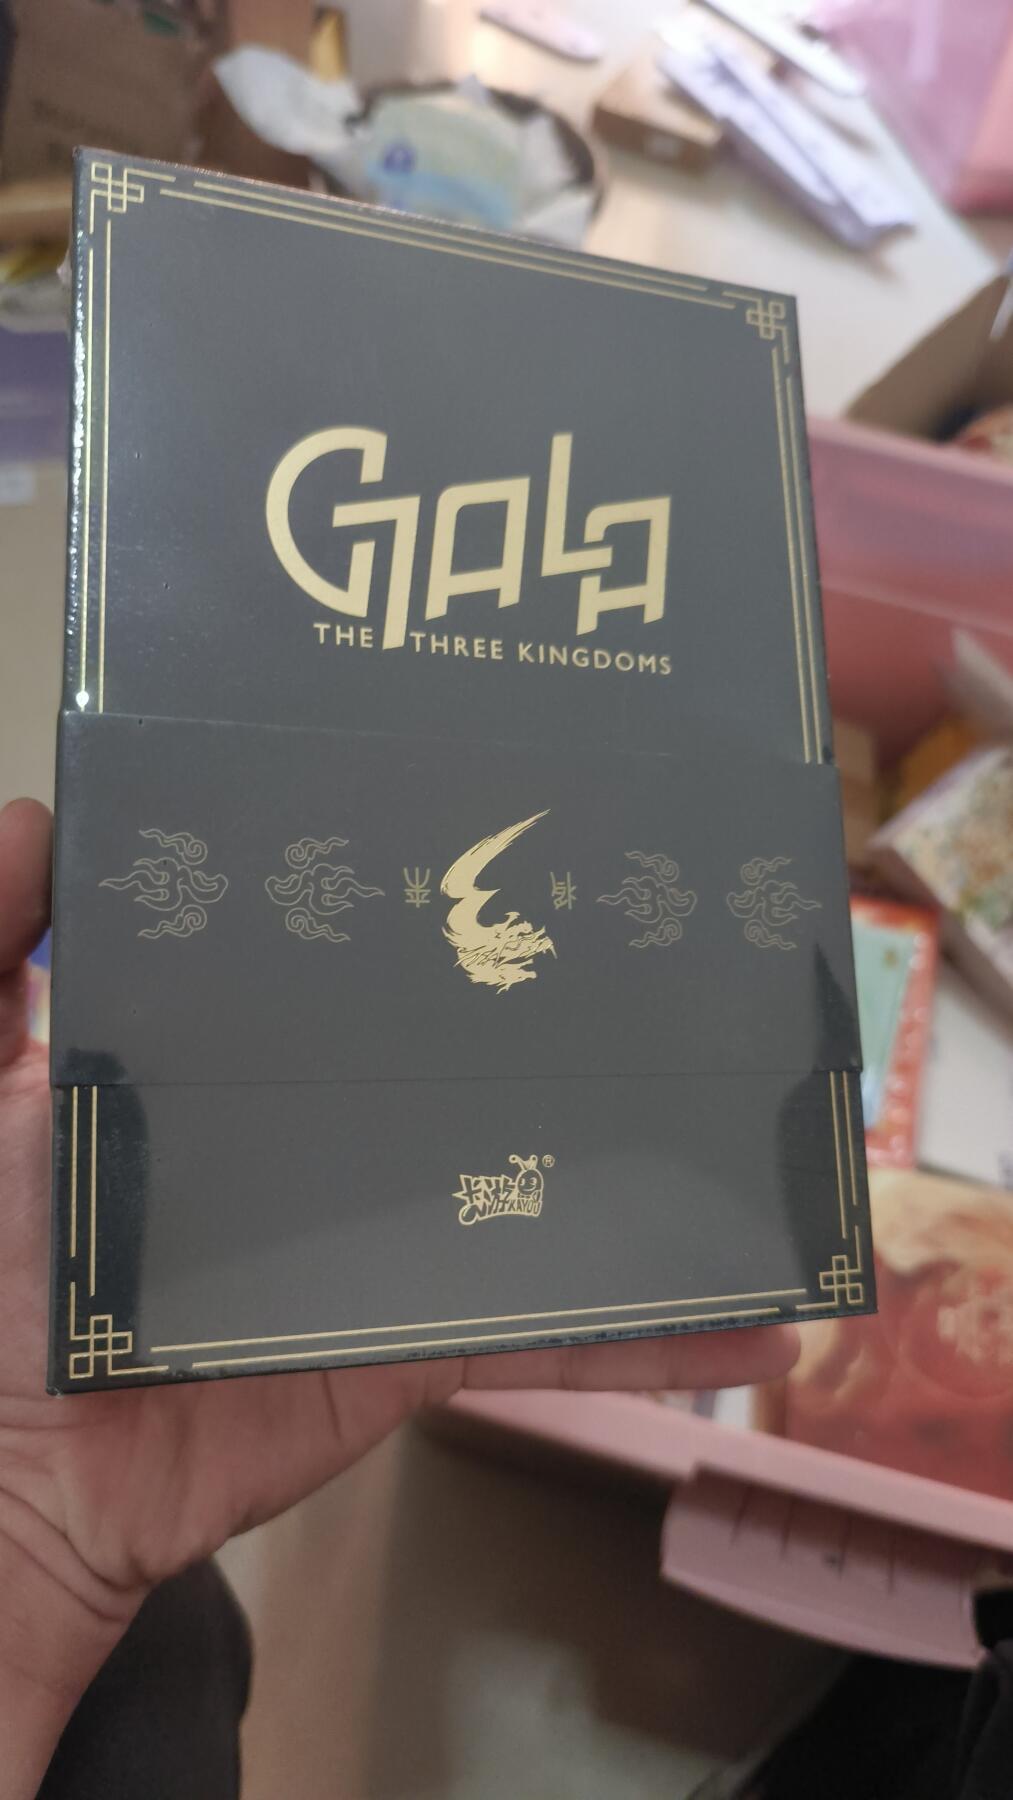 GALA
THE THREE KINGDOMS
卡游
KAYOU
®